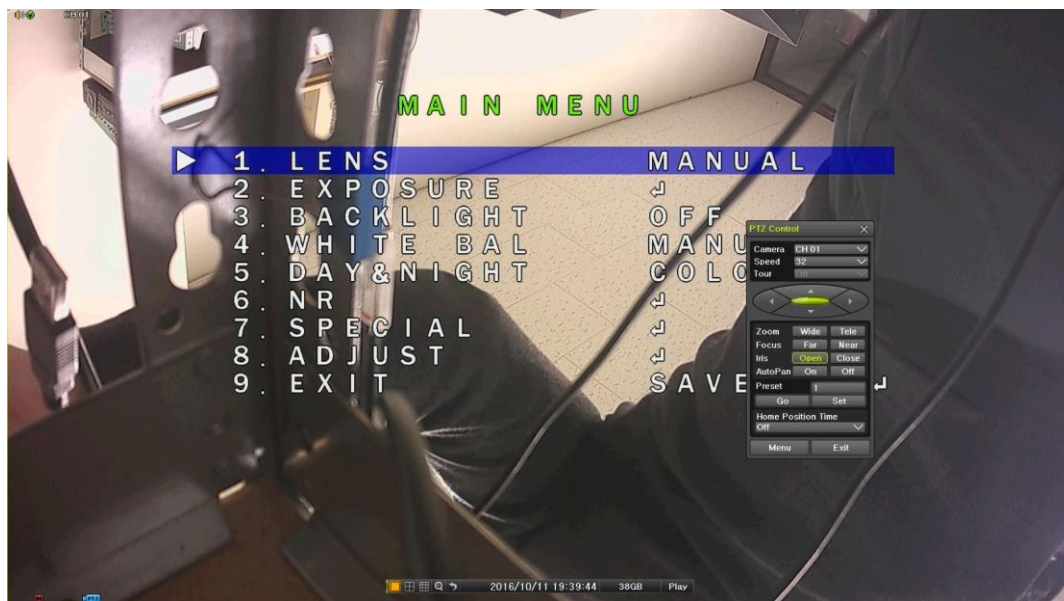 CH 01
MAIN MENU
1. LENS MANUAL
2. EXPOSURE ↲
3. BACKLIGHT OFF
4. WHITE BAL MANU
5. DAY&NIGHT COLO
6. NR ↲
7. SPECIAL ↲
8. ADJUST ↲
9. EXIT SAVE ↲
PTZ Control
Camera CH 01
Speed 32
Tour Off
Zoom Wide Tele
Focus Far Near
Iris Open Close
AutoPan On Off
Preset 1
Go Set
Home Position Time
Off
Menu Exit
2016/10/11 19:39:44 38GB Play